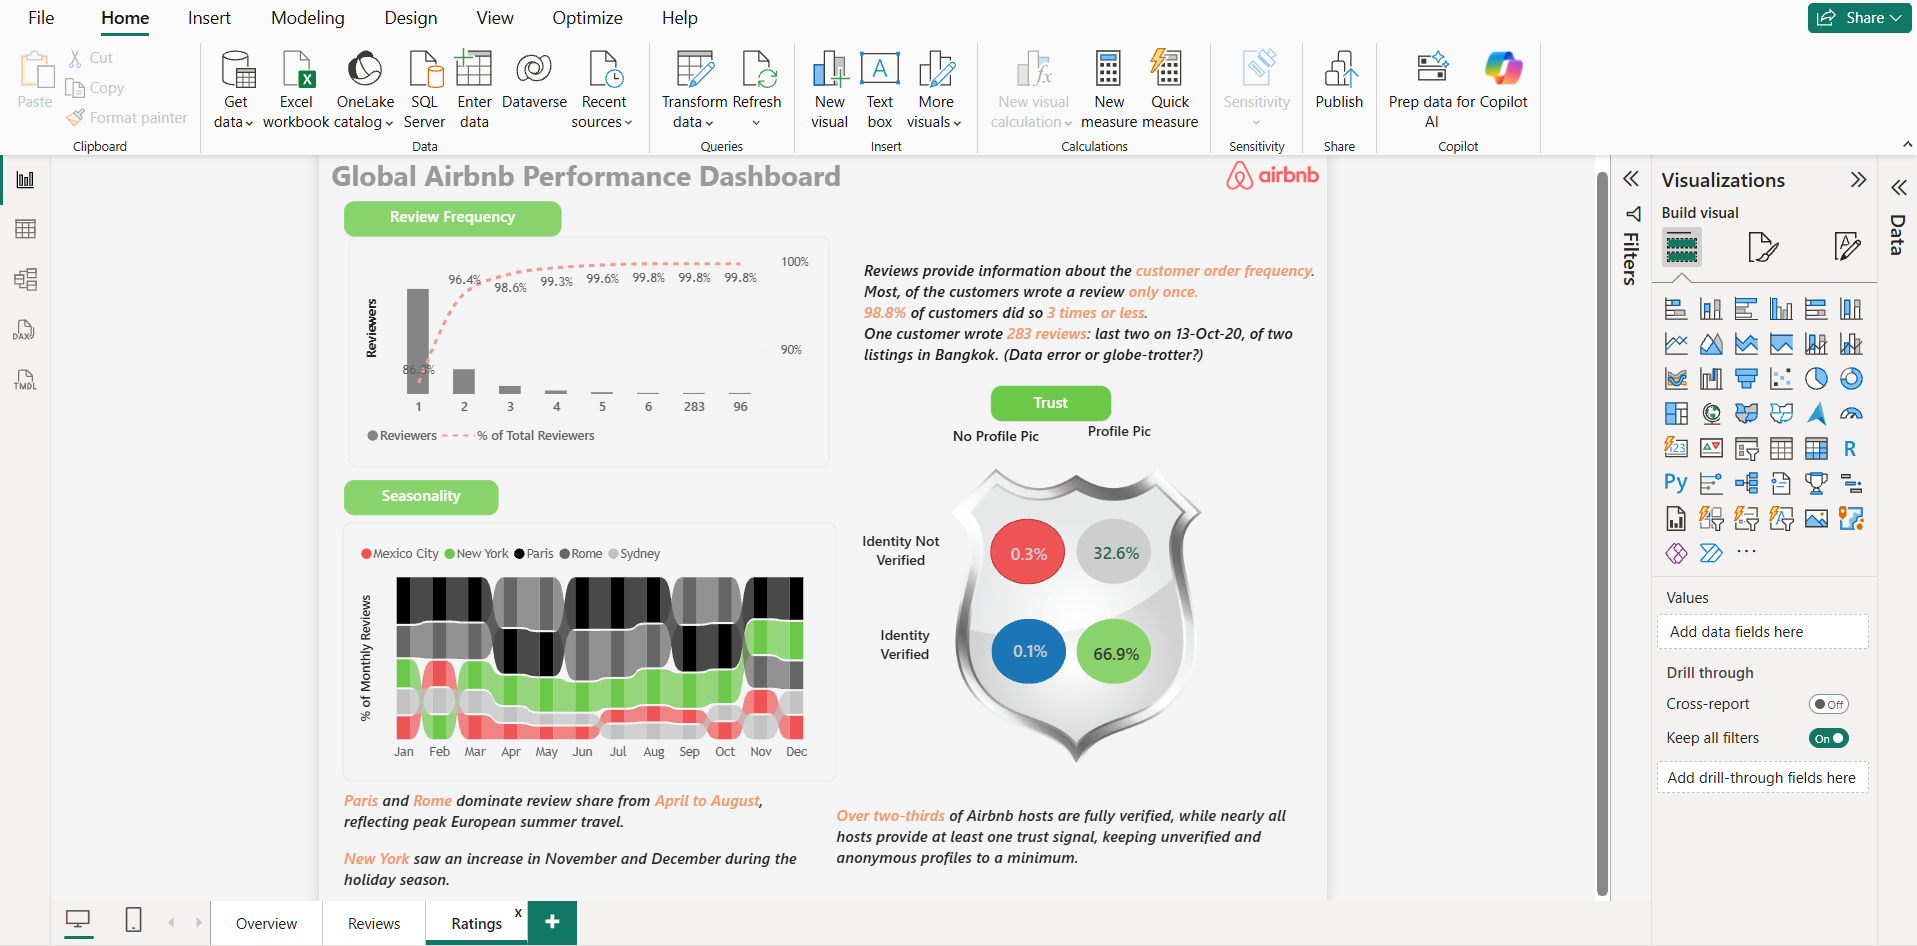 File Home Insert Modeling Design View Optimize Help Share
Paste
Cut
Copy
Format painter
Clipboard
Get data
Excel workbook
OneLake catalog
SQL Server
Enter data
Dataverse
Recent sources
Data
Transform data
Refresh
Queries
New visual
Text box
More visuals
Insert
New visual calculation
New measure
Quick measure
Calculations
Sensitivity
Sensitivity
Publish
Share
Prep data for AI
Copilot
Copilot
DAX
TMDL
Global Airbnb Performance Dashboard
airbnb
Review Frequency
Reviewers
86.3%
96.4%
98.6%
99.3%
99.6%
99.8%
99.8%
99.8%
100%
90%
1 2 3 4 5 6 283 96
Reviewers % of Total Reviewers
Reviews provide information about the customer order frequency.
Most, of the customers wrote a review only once.
98.8% of customers did so 3 times or less.
One customer wrote 283 reviews: last two on 13-Oct-20, of two
listings in Bangkok. (Data error or globe-trotter?)
Trust
No Profile Pic Profile Pic
Identity Not
Verified
0.3% 32.6%
Identity
Verified
0.1% 66.9%
Seasonality
Mexico City New York Paris Rome Sydney
% of Monthly Reviews
Jan Feb Mar Apr May Jun Jul Aug Sep Oct Nov Dec
Paris and Rome dominate review share from April to August,
reflecting peak European summer travel.
New York saw an increase in November and December during the
holiday season.
Over two-thirds of Airbnb hosts are fully verified, while nearly all
hosts provide at least one trust signal, keeping unverified and
anonymous profiles to a minimum.
Filters
Visualizations
Build visual
123
R
Py
...
Values
Add data fields here
Drill through
Cross-report Off
Keep all filters On
Add drill-through fields here
Data
Overview Reviews Ratings x +